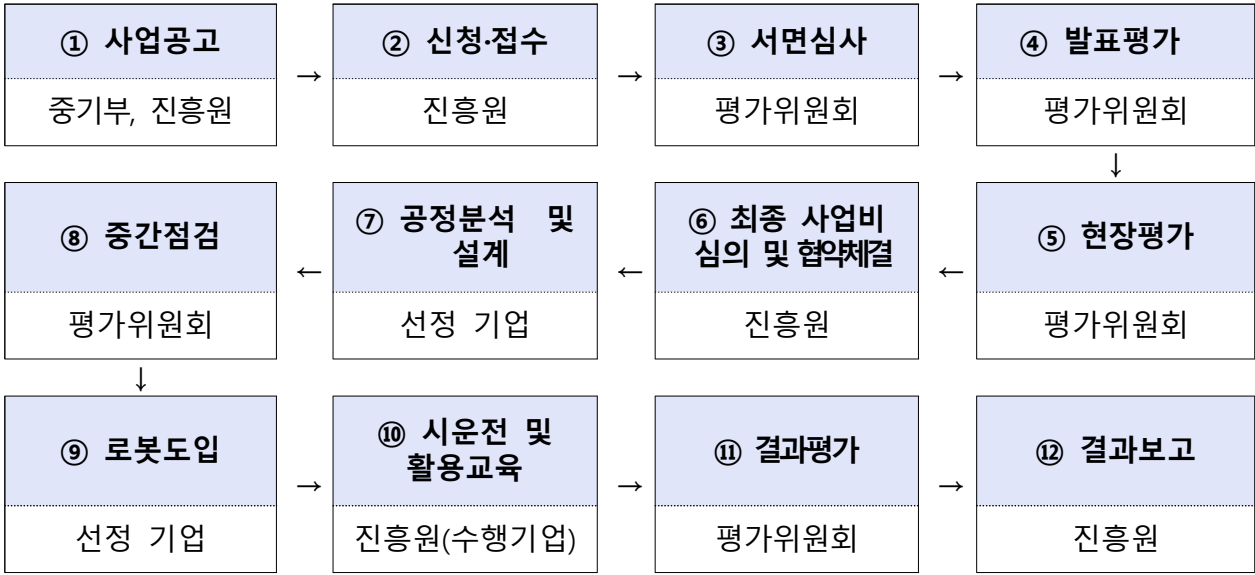 ① 사업공고
중기부, 진흥원
→
② 신청·접수
진흥원
→
③ 서면심사
평가위원회
→
④ 발표평가
평가위원회
↓
⑤ 현장평가
평가위원회
←
⑥ 최종 사업비
심의 및 협약체결
진흥원
←
⑦ 공정분석 및
설계
선정 기업
←
⑧ 중간점검
평가위원회
↓
⑨ 로봇도입
선정 기업
→
⑩ 시운전 및
활용교육
진흥원(수행기업)
→
⑪ 결과평가
평가위원회
→
⑫ 결과보고
진흥원